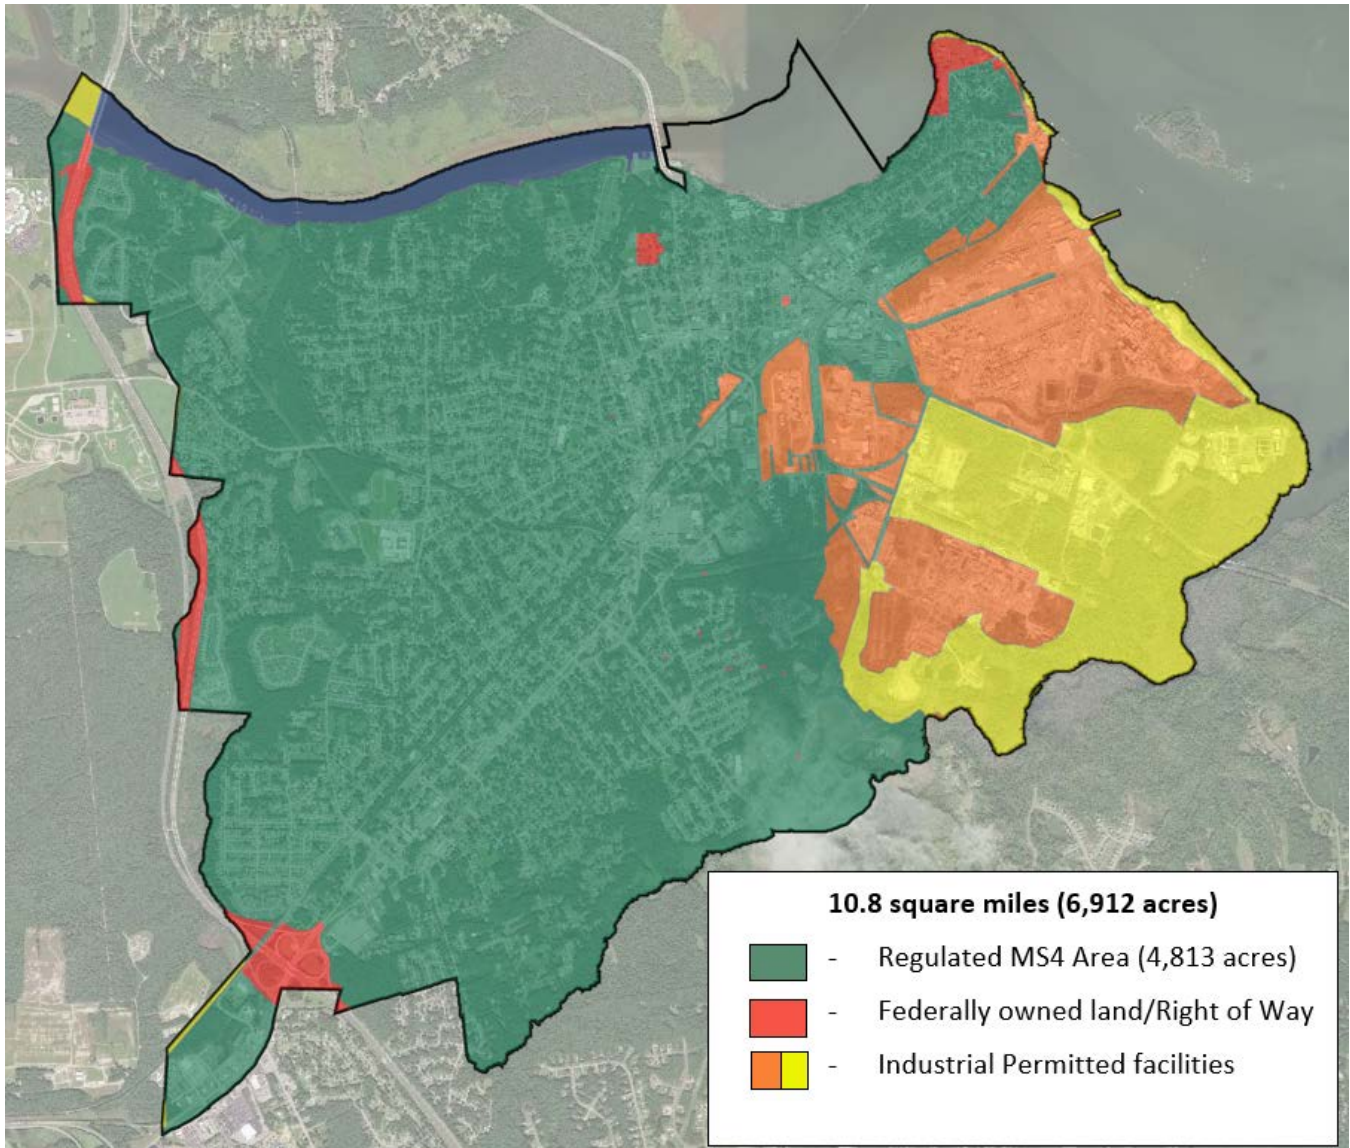 10.8 square miles (6,912 acres)
- Regulated MS4 Area (4,813 acres)
- Federally owned land/Right of Way
- Industrial Permitted facilities